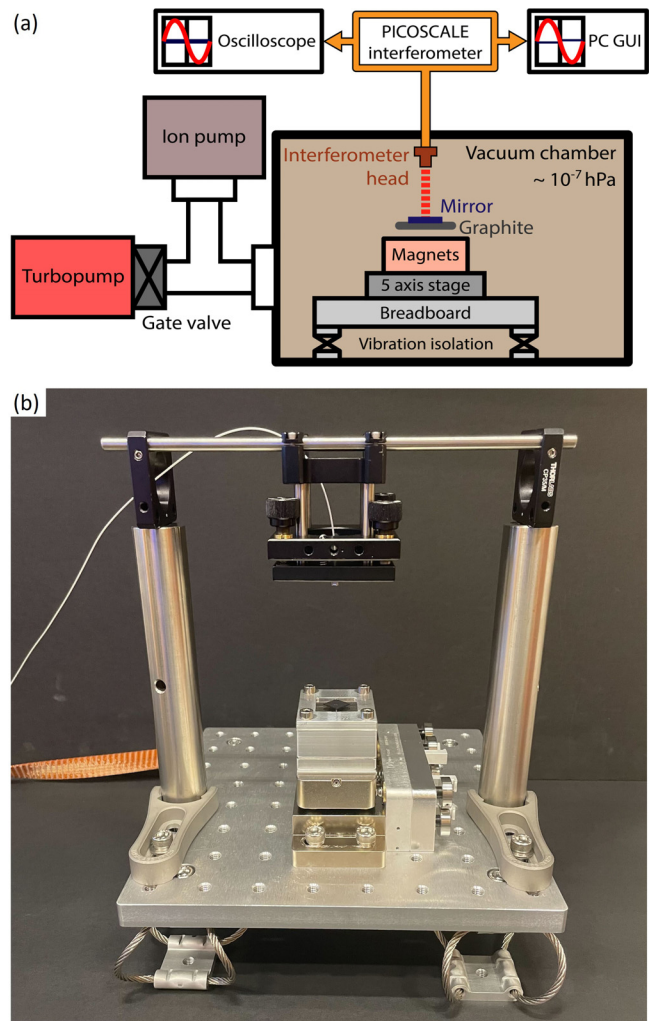 (a)
Oscilloscope
PICOSCALE
interferometer
PC GUI
Ion pump
Interferometer
head
Vacuum chamber
~ 10⁻⁷ hPa
Mirror
Graphite
Turbopump
Magnets
5 axis stage
Gate valve
Breadboard
Vibration isolation
(b)
THORLABS
CP35/M